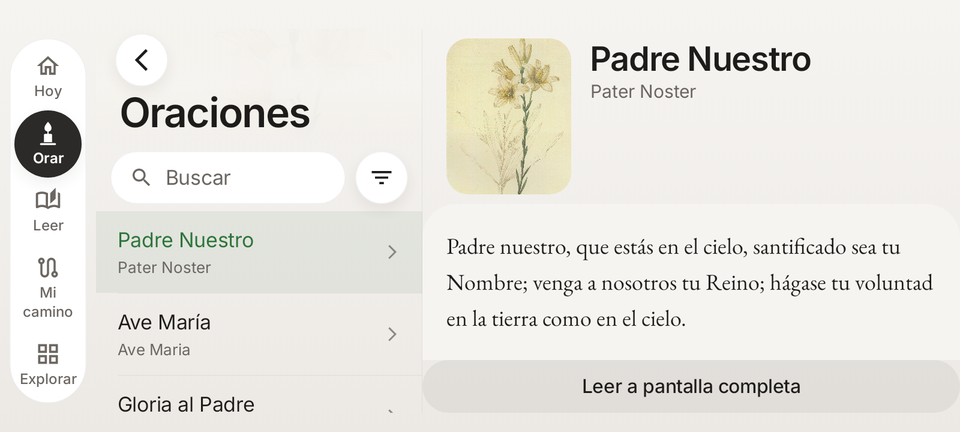 Hoy
Orar
Leer
Mi
camino
Explorar
Oraciones
Buscar
Padre Nuestro
Pater Noster
Ave María
Ave Maria
Gloria al Padre
Padre Nuestro
Pater Noster
Padre nuestro, que estás en el cielo, santificado sea tu
Nombre; venga a nosotros tu Reino; hágase tu voluntad
en la tierra como en el cielo.
Leer a pantalla completa